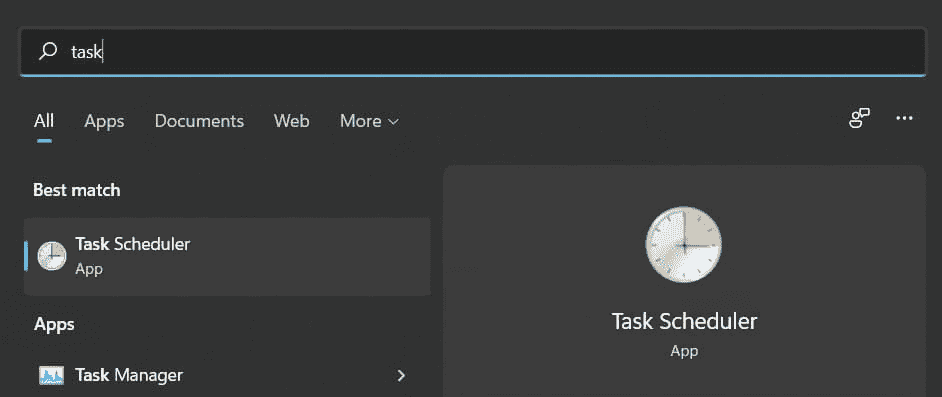 task
All Apps Documents Web More
Best match
Task Scheduler
App
Apps
Task Manager
Task Scheduler
App